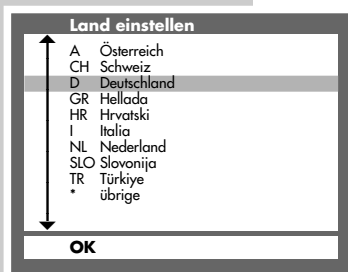 Land einstellen
A Österreich
CH Schweiz
D Deutschland
GR Hellada
HR Hrvatski
I Italia
NL Nederland
SLO Slovonija
TR Türkiye
* übrige
OK